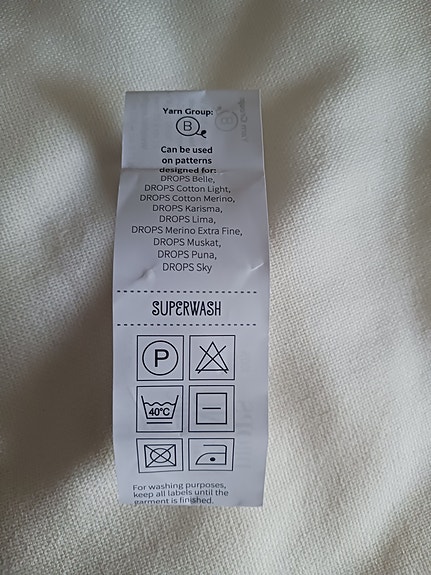 Yarn Group:
B
Can be used
on patterns
designed for:
DROPS Belle,
DROPS Cotton Light,
DROPS Cotton Merino,
DROPS Karisma,
DROPS Lima,
DROPS Merino Extra Fine,
DROPS Muskat,
DROPS Puna,
DROPS Sky
SUPERWASH
P
40°C
For washing purposes,
keep all labels until the
garment is finished.